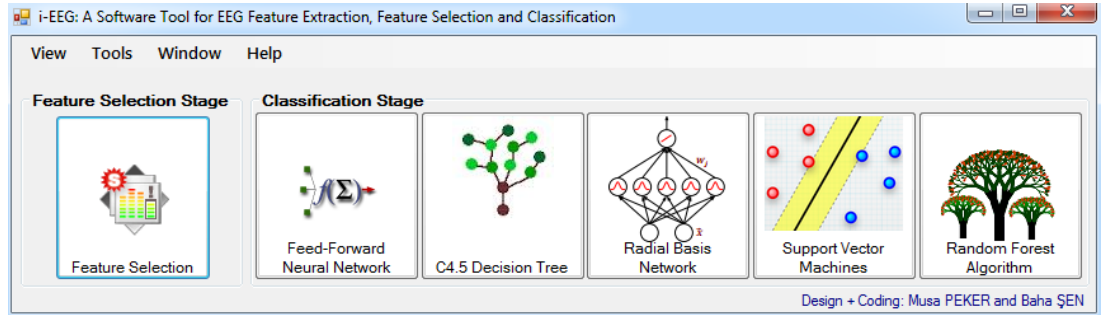 i-EEG: A Software Tool for EEG Feature Extraction, Feature Selection and Classification
View Tools Window Help
Feature Selection Stage
Classification Stage
S
Feature Selection
f(Σ)
Feed-Forward
Neural Network
C4.5 Decision Tree
wj
x̄
Radial Basis
Network
Support Vector
Machines
Random Forest
Algorithm
Design + Coding: Musa PEKER and Baha ŞEN